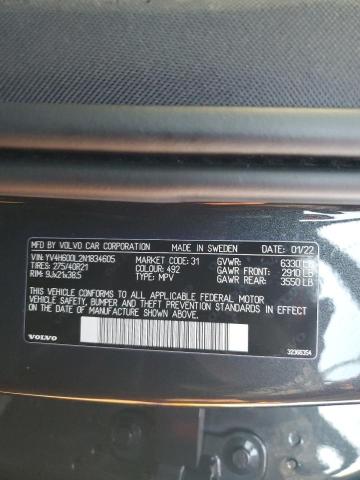 MFD BY VOLVO CAR CORPORATION MADE IN SWEDEN DATE: 01/22
VIN: YV4H600L2N1834605 MARKET CODE: 31 GVWR: 6330 LB
TIRES: 275/40R21 COLOUR: 492 GAWR FRONT: 2910 LB
RIM: 9Jx21x38.5 TYPE: MPV GAWR REAR: 3550 LB
THIS VEHICLE CONFORMS TO ALL APPLICABLE FEDERAL MOTOR VEHICLE
SAFETY, BUMPER AND THEFT PREVENTION STANDARDS IN EFFECT
ON THE DATE OF MANUFACTURE SHOWN ABOVE.
VOLVO 32366354